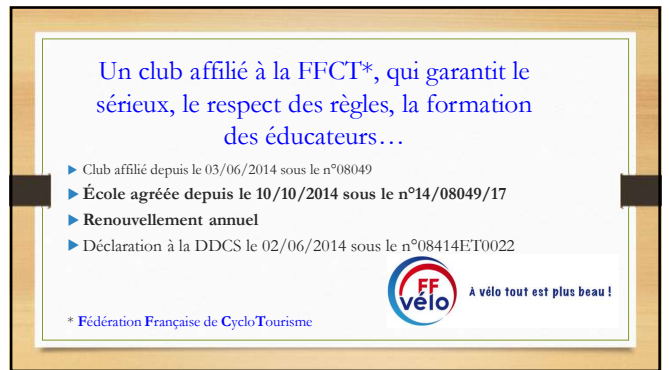 Un club affilié à la FFCT*, qui garantit le
sérieux, le respect des règles, la formation
des éducateurs…
Club affilié depuis le 03/06/2014 sous le n°08049
École agréée depuis le 10/10/2014 sous le n°14/08049/17
Renouvellement annuel
Déclaration à la DDCS le 02/06/2014 sous le n°08414ET0022
FF
vélo
À vélo tout est plus beau !
* Fédération Française de CycloTourisme